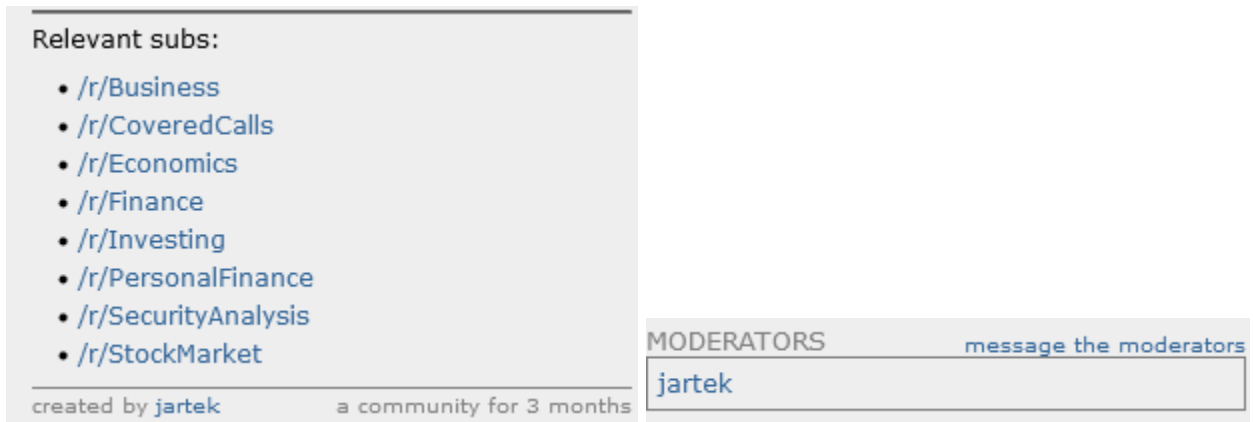 Relevant subs:
• /r/Business
• /r/CoveredCalls
• /r/Economics
• /r/Finance
• /r/Investing
• /r/PersonalFinance
• /r/SecurityAnalysis
• /r/StockMarket
created by jartek a community for 3 months
MODERATORS message the moderators
jartek